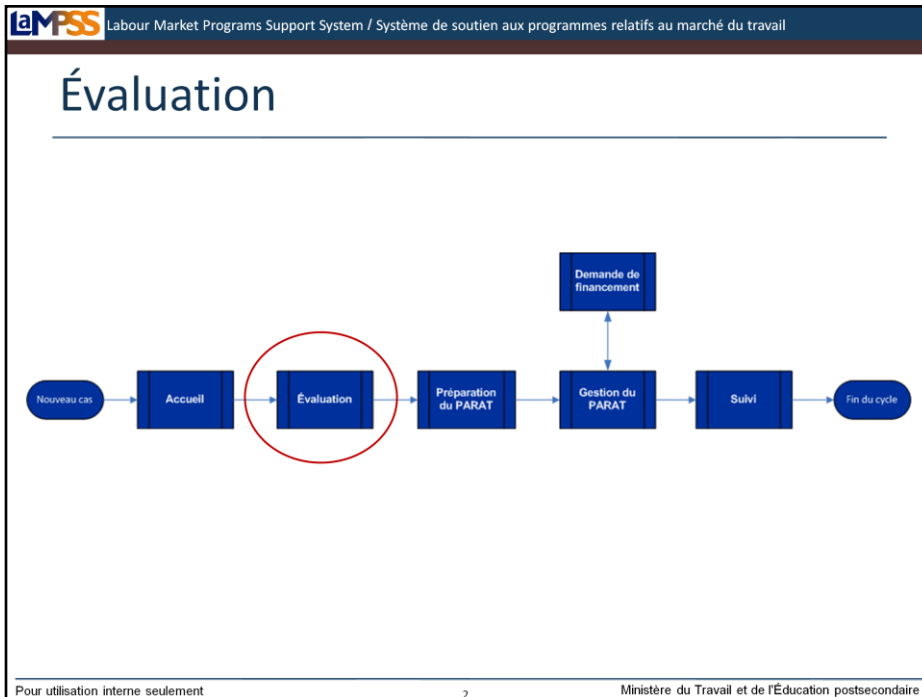 LaMPSS Labour Market Programs Support System / Système de soutien aux programmes relatifs au marché du travail
Évaluation
Demande de
financement
Nouveau cas
Accueil
Évaluation
Préparation
du PARAT
Gestion du
PARAT
Suivi
Fin du cycle
Pour utilisation interne seulement
2
Ministère du Travail et de l'Éducation postsecondaire